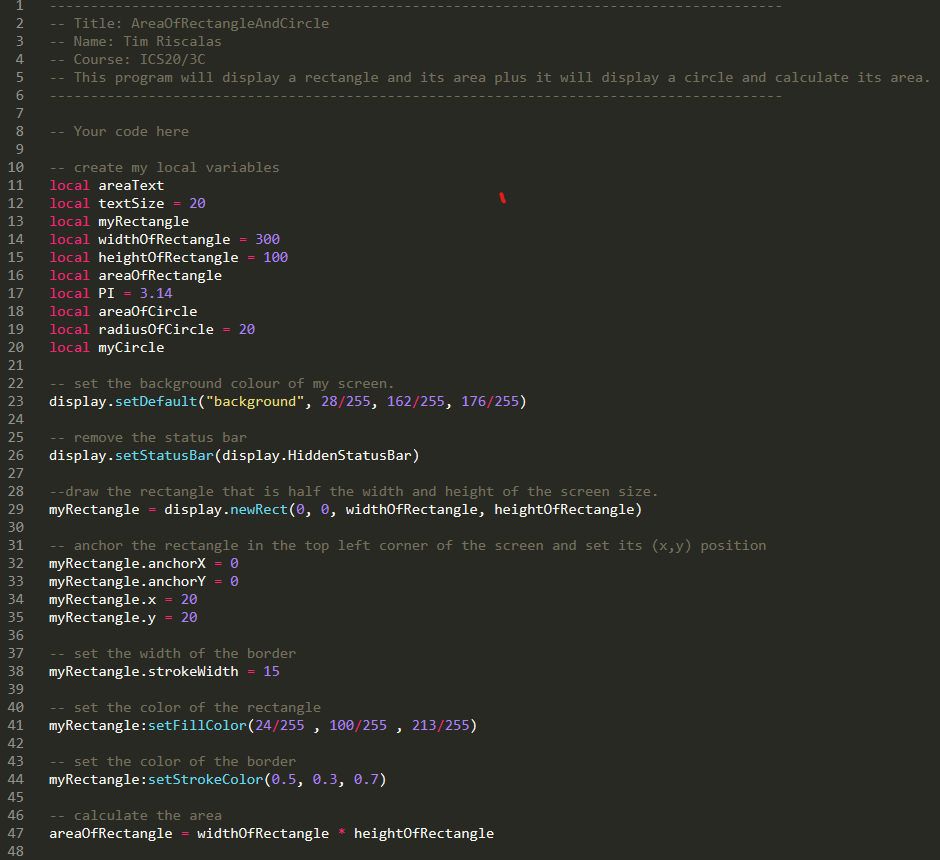 1 -----------------------------------------------------------------------------------------
2 -- Title: AreaOfRectangleAndCircle
3 -- Name: Tim Riscalas
4 -- Course: ICS20/3C
5 -- This program will display a rectangle and its area plus it will display a circle and calculate its area.
6 -----------------------------------------------------------------------------------------
7
8 -- Your code here
9
10 -- create my local variables
11 local areaText
12 local textSize = 20
13 local myRectangle
14 local widthOfRectangle = 300
15 local heightOfRectangle = 100
16 local areaOfRectangle
17 local PI = 3.14
18 local areaOfCircle
19 local radiusOfCircle = 20
20 local myCircle
21
22 -- set the background colour of my screen.
23 display.setDefault("background", 28/255, 162/255, 176/255)
24
25 -- remove the status bar
26 display.setStatusBar(display.HiddenStatusBar)
27
28 --draw the rectangle that is half the width and height of the screen size.
29 myRectangle = display.newRect(0, 0, widthOfRectangle, heightOfRectangle)
30
31 -- anchor the rectangle in the top left corner of the screen and set its (x,y) position
32 myRectangle.anchorX = 0
33 myRectangle.anchorY = 0
34 myRectangle.x = 20
35 myRectangle.y = 20
36
37 -- set the width of the border
38 myRectangle.strokeWidth = 15
39
40 -- set the color of the rectangle
41 myRectangle:setFillColor(24/255 , 100/255 , 213/255)
42
43 -- set the color of the border
44 myRectangle:setStrokeColor(0.5, 0.3, 0.7)
45
46 -- calculate the area
47 areaOfRectangle = widthOfRectangle * heightOfRectangle
48